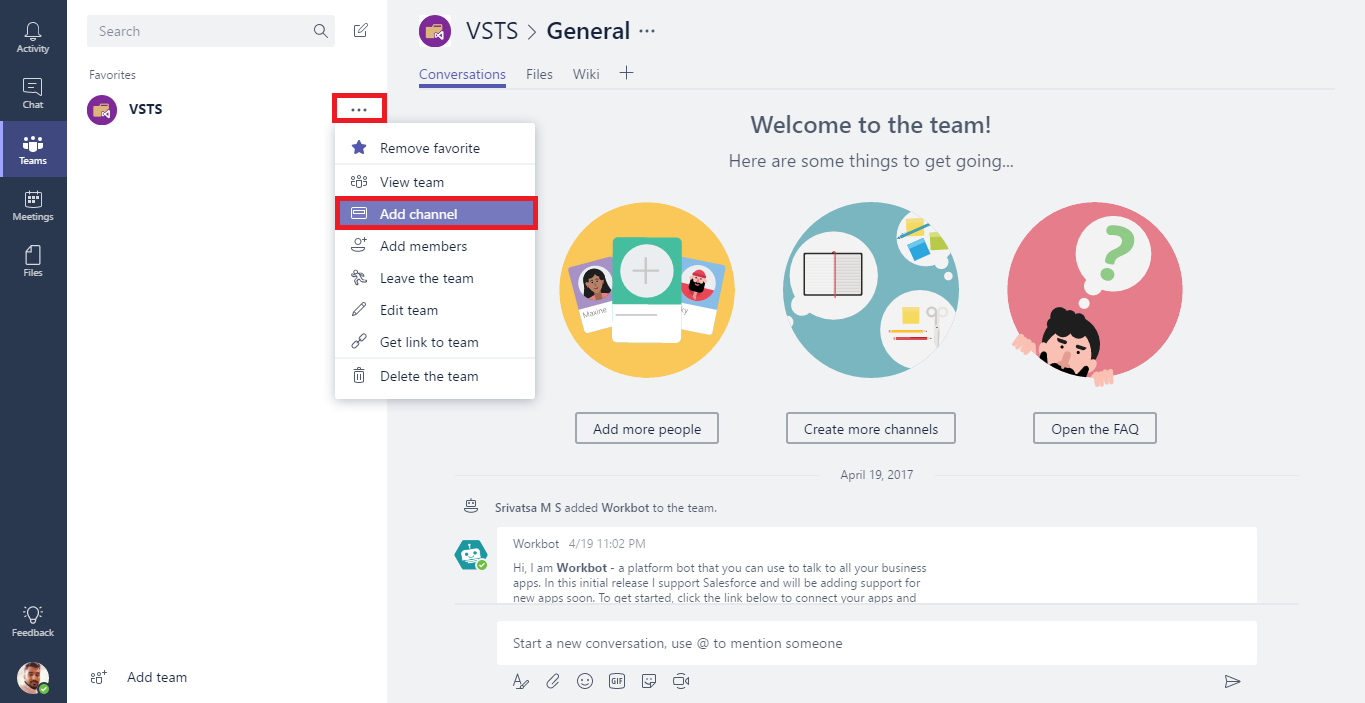 Activity
Chat
Teams
Meetings
Files
Feedback
Search
Favorites
VSTS
...
Remove favorite
View team
Add channel
Add members
Leave the team
Edit team
Get link to team
Delete the team
Add team
VSTS > General ...
Conversations Files Wiki +
Welcome to the team!
Here are some things to get going...
Maxine
ky
?
Add more people
Create more channels
Open the FAQ
April 19, 2017
Srivatsa M S added Workbot to the team.
Workbot 4/19 11:02 PM
Hi, I am Workbot - a platform bot that you can use to talk to all your business
apps. In this initial release I support Salesforce and will be adding support for
new apps soon. To get started, click the link below to connect your apps and
Start a new conversation, use @ to mention someone
GIF